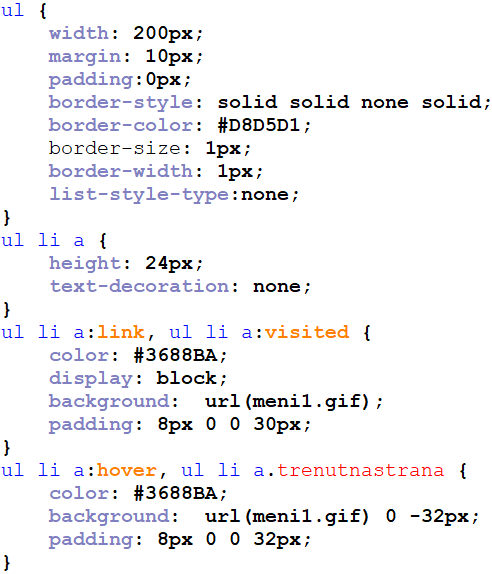 ul {
    width: 200px;
    margin: 10px;
    padding:0px;
    border-style: solid solid none solid;
    border-color: #D8D5D1;
    border-size: 1px;
    border-width: 1px;
    list-style-type:none;
}
ul li a {
    height: 24px;
    text-decoration: none;
}
ul li a:link, ul li a:visited {
    color: #3688BA;
    display: block;
    background:  url(meni1.gif);
    padding: 8px 0 0 30px;
}
ul li a:hover, ul li a.trenutnastrana {
    color: #3688BA;
    background:  url(meni1.gif) 0 -32px;
    padding: 8px 0 0 32px;
}